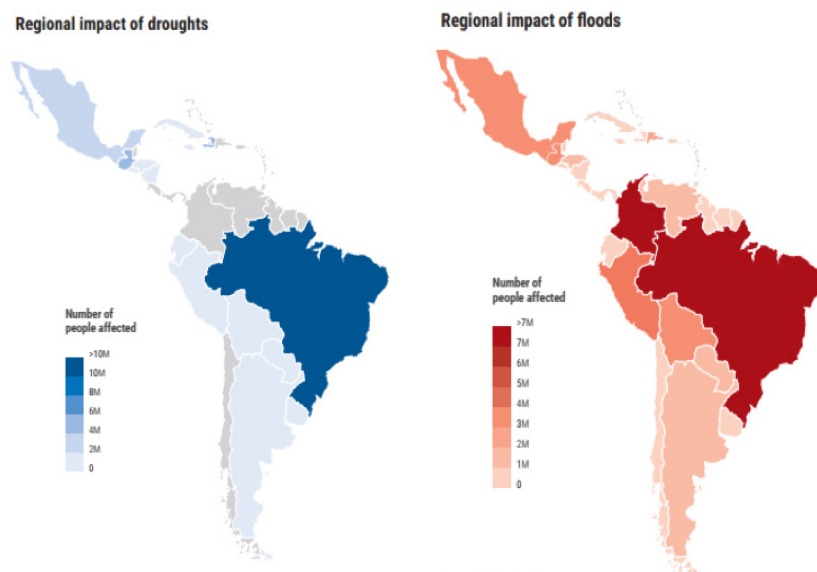 Regional impact of droughts
Number of
people affected
>10M
10M
8M
6M
4M
2M
0
Regional impact of floods
Number of
people affected
>7M
7M
6M
5M
4M
3M
2M
1M
0